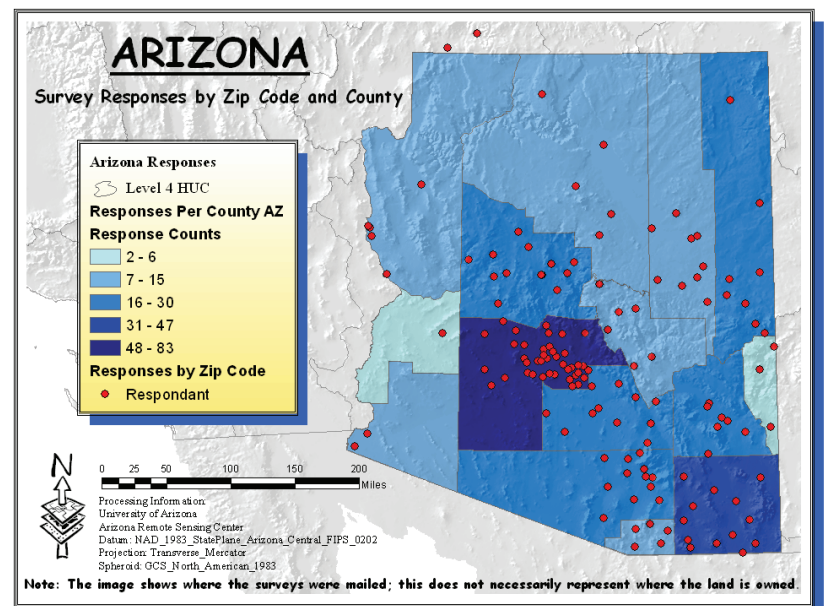 ARIZONA
Survey Responses by Zip Code and County
Arizona Responses
Level 4 HUC
Responses Per County AZ
Response Counts
2 - 6
7 - 15
16 - 30
31 - 47
48 - 83
Responses by Zip Code
Respondant
N
0 25 50 100 150 200
Miles
Processing Information
University of Arizona
Arizona Remote Sensing Center
Datum: NAD_1983_StatePlane_Arizona_Central_FIPS_0202
Projection: Transverse_Mercator
Spheroid: GCS_North_American_1983
Note: The image shows where the surveys were mailed; this does not necessarily represent where the land is owned.